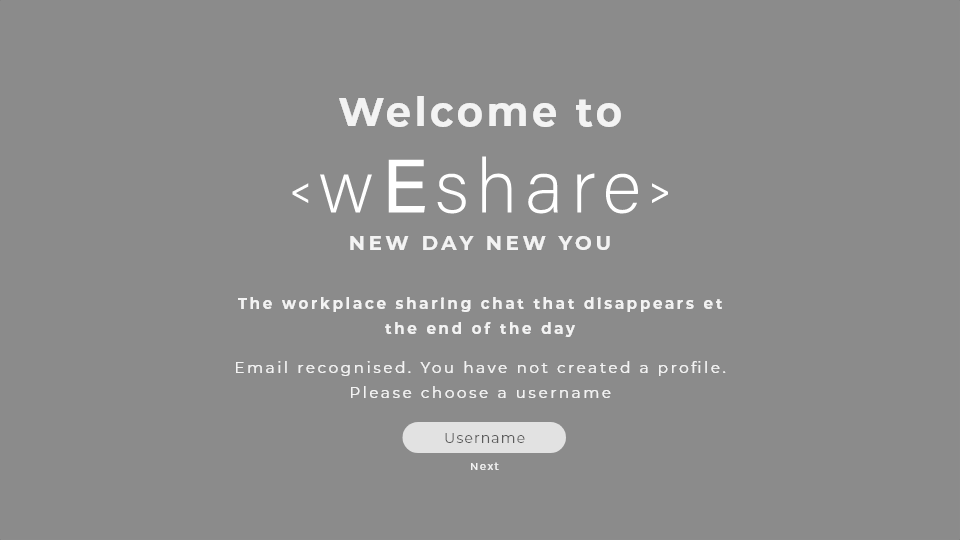 Welcome to
<wEshare>
NEW DAY NEW YOU
The workplace sharing chat that disappears et
the end of the day
Email recognised. You have not created a profile.
Please choose a username
Username
Next